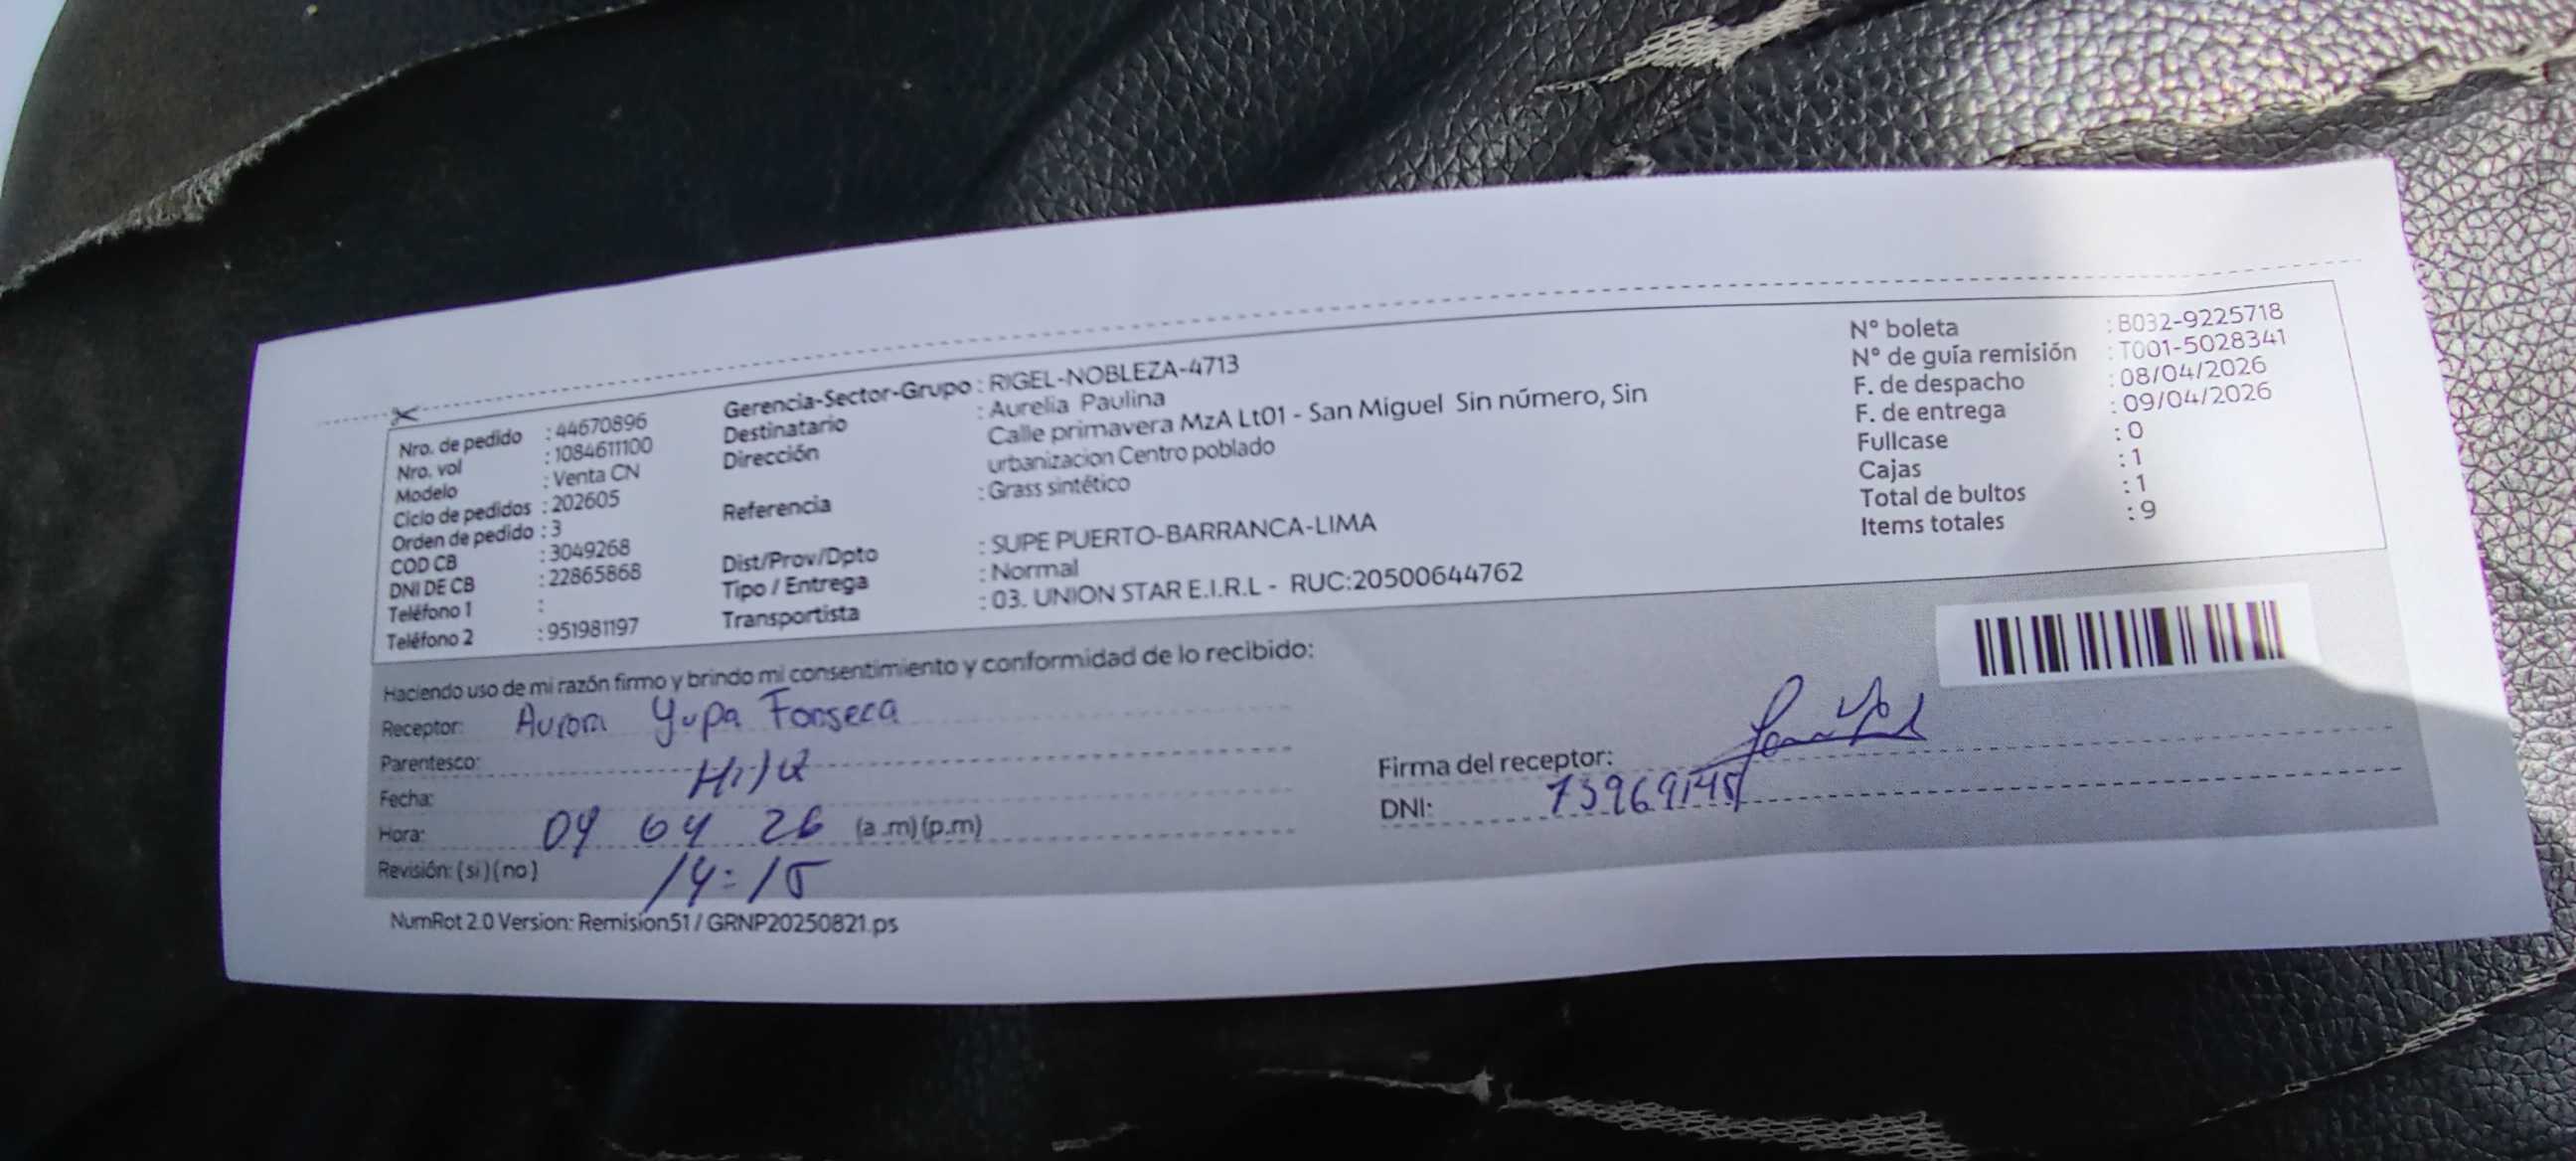 Nro. de pedido : 44670896
Nro. vol : 1084611100
Modelo : Venta CN
Ciclo de pedidos : 202605
Orden de pedido : 3
COD CB : 3049268
DNI DE CB : 22865868
Teléfono 1 :
Teléfono 2 : 951981197
Gerencia-Sector-Grupo : RIGEL-NOBLEZA-4713
Destinatario : Aurelia Paulina
Dirección Calle primavera MzA Lt01 - San Miguel Sin número, Sin
urbanizacion Centro poblado
Referencia : Grass sintético
Dist/Prov/Dpto : SUPE PUERTO-BARRANCA-LIMA
Tipo / Entrega : Normal
Transportista : 03. UNION STAR E.I.R.L - RUC:20500644762
N° boleta : B032-9225718
N° de guía remisión : T001-5028341
F. de despacho : 08/04/2026
F. de entrega : 09/04/2026
Fullcase : 0
Cajas : 1
Total de bultos : 1
Items totales : 9
Haciendo uso de mi razón firmo y brindo mi consentimiento y conformidad de lo recibido:
Receptor: Aurora Yupa Fonseca
Parentesco: Hija
Fecha: 09 04 26
Hora: (a .m) (p.m)
14:15
Revisión: (si) (no)
Firma del receptor:
DNI: 73969145
NumRot 2.0 Version: Remision51 / GRNP20250821.ps